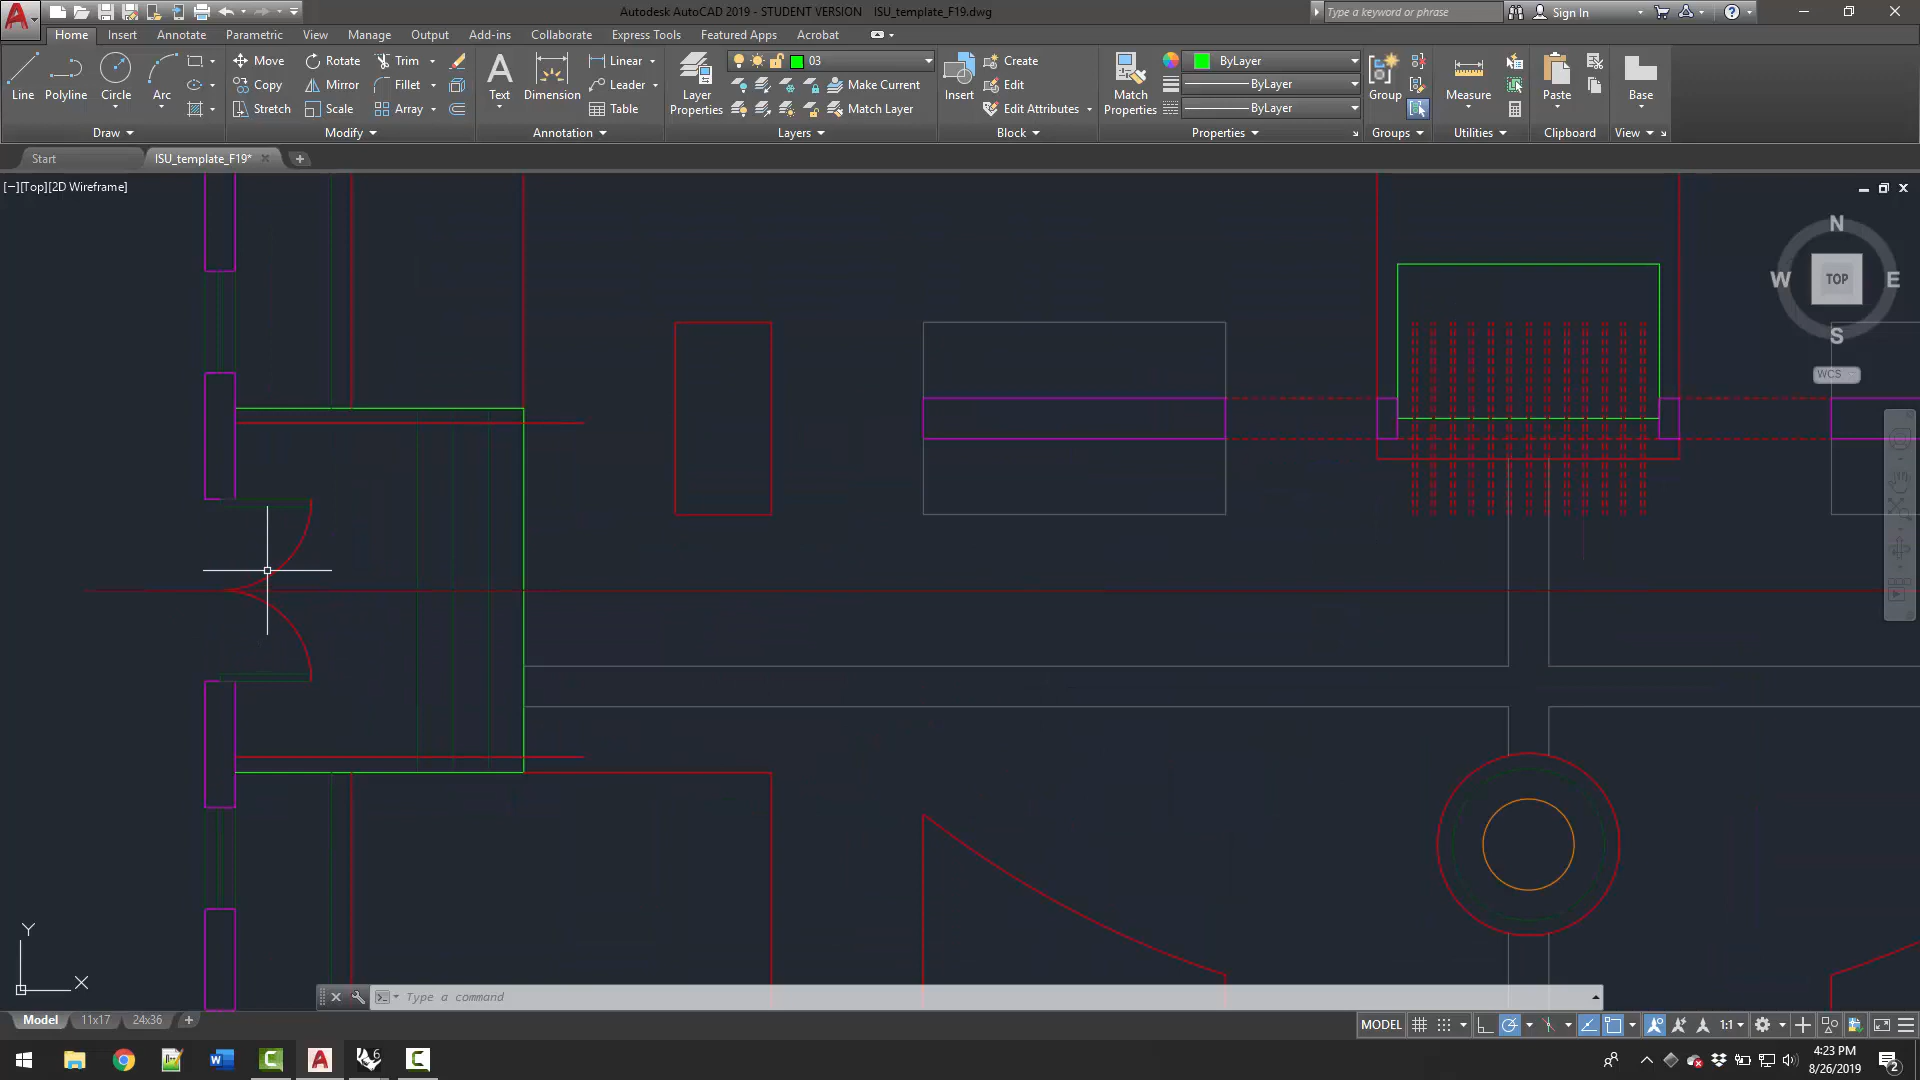 Autodesk AutoCAD 2019 - STUDENT VERSION ISU_template_F19.dwg
Type a keyword or phrase
Sign In
Home Insert Annotate Parametric View Manage Output Add-ins Collaborate Express Tools Featured Apps Acrobat
Line
Polyline
Circle
Arc
Draw
Move
Rotate
Trim
Copy
Mirror
Fillet
Stretch
Scale
Array
Modify
Text
Dimension
Linear
Leader
Table
Annotation
Layer
Properties
03
Make Current
Match Layer
Layers
Insert
Create
Edit
Edit Attributes
Block
Match
Properties
ByLayer
ByLayer
ByLayer
Properties
Group
Groups
Measure
Utilities
Paste
Clipboard
Base
View
Start
ISU_template_F19*
[−][Top][2D Wireframe]
N
W TOP E
S
WCS
Y
X
Type a command
Model 11x17 24x36
MODEL
1:1
4:23 PM
8/26/2019
2